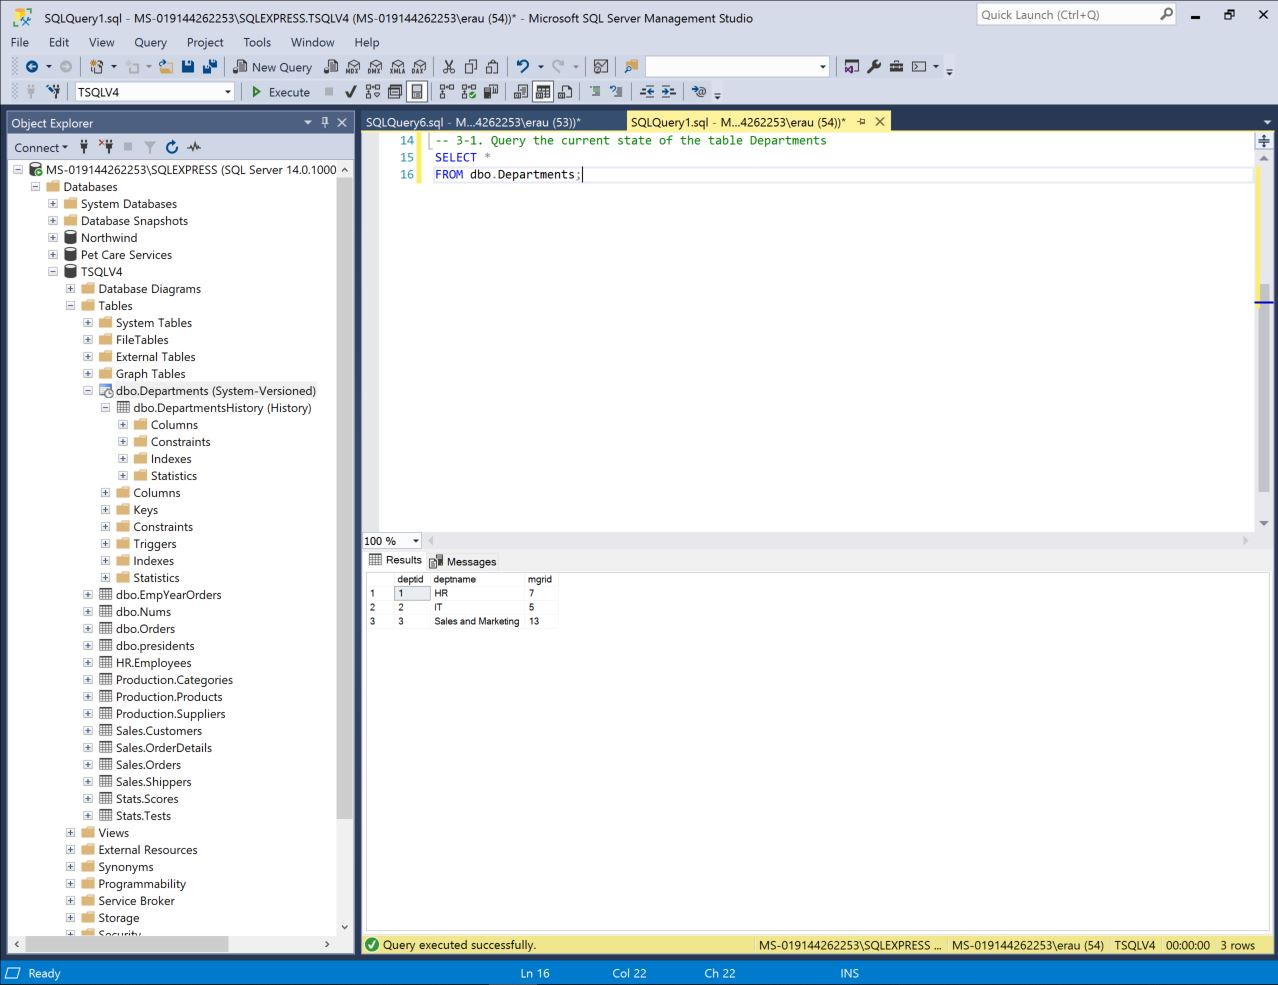 SQLQuery1.sql - MS-019144262253\SQLEXPRESS.TSQLV4 (MS-019144262253\erau (54))* - Microsoft SQL Server Management Studio
Quick Launch (Ctrl+Q)
File Edit View Query Project Tools Window Help
New Query MDX DMX XMLA DAX
TSQLV4 Execute
Object Explorer
Connect
MS-019144262253\SQLEXPRESS (SQL Server 14.0.1000
Databases
System Databases
Database Snapshots
Northwind
Pet Care Services
TSQLV4
Database Diagrams
Tables
System Tables
FileTables
External Tables
Graph Tables
dbo.Departments (System-Versioned)
dbo.DepartmentsHistory (History)
Columns
Constraints
Indexes
Statistics
Columns
Keys
Constraints
Triggers
Indexes
Statistics
dbo.EmpYearOrders
dbo.Nums
dbo.Orders
dbo.presidents
HR.Employees
Production.Categories
Production.Products
Production.Suppliers
Sales.Customers
Sales.OrderDetails
Sales.Orders
Sales.Shippers
Stats.Scores
Stats.Tests
Views
External Resources
Synonyms
Programmability
Service Broker
Storage
Security
SQLQuery6.sql - M...4262253\erau (53))* SQLQuery1.sql - M...4262253\erau (54))*
14 -- 3-1. Query the current state of the table Departments
15 SELECT *
16 FROM dbo.Departments;
100 %
Results Messages
deptid deptname mgrid
1 1 HR 7
2 2 IT 5
3 3 Sales and Marketing 13
Query executed successfully. MS-019144262253\SQLEXPRESS ... MS-019144262253\erau (54) TSQLV4 00:00:00 3 rows
Ready Ln 16 Col 22 Ch 22 INS